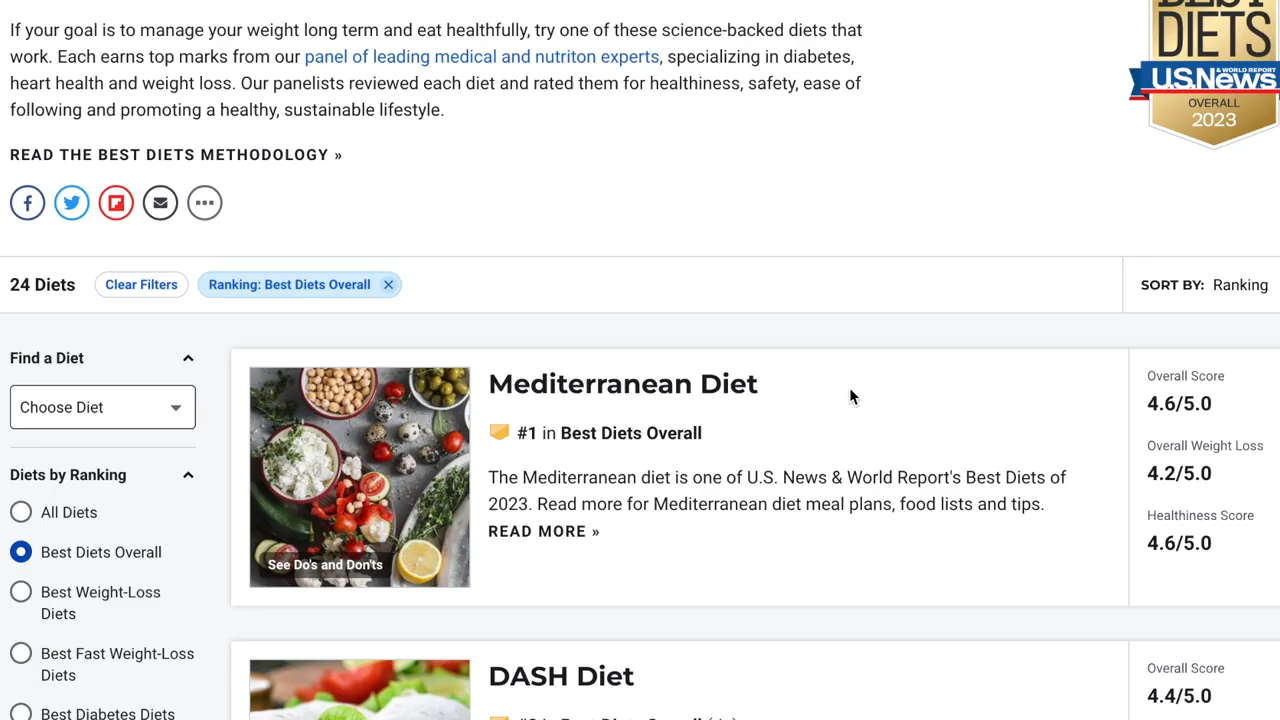 If your goal is to manage your weight long term and eat healthfully, try one of these science-backed diets that
work. Each earns top marks from our panel of leading medical and nutriton experts, specializing in diabetes,
heart health and weight loss. Our panelists reviewed each diet and rated them for healthiness, safety, ease of
following and promoting a healthy, sustainable lifestyle.
DIETS
U.S.News
& WORLD REPORT
OVERALL
2023
READ THE BEST DIETS METHODOLOGY »
24 Diets
Clear Filters
Ranking: Best Diets Overall
SORT BY: Ranking
Find a Diet
Choose Diet
Diets by Ranking
All Diets
Best Diets Overall
Best Weight-Loss
Diets
Best Fast Weight-Loss
Diets
Best Diabetes Diets
See Do's and Don'ts
Mediterranean Diet
#1 in Best Diets Overall
The Mediterranean diet is one of U.S. News & World Report's Best Diets of
2023. Read more for Mediterranean diet meal plans, food lists and tips.
READ MORE »
Overall Score
4.6/5.0
Overall Weight Loss
4.2/5.0
Healthiness Score
4.6/5.0
DASH Diet
Overall Score
4.4/5.0